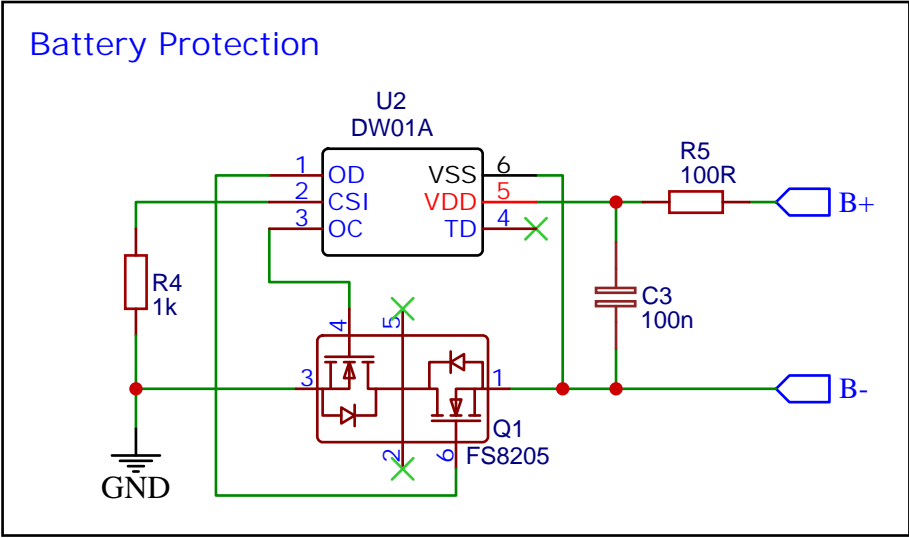 Battery Protection
U2
DW01A
1 OD VSS 6
2 CSI VDD 5
3 OC TD 4
R5
100R
B+
R4
1k
C3
100n
4 5
3 1
B-
2 6
Q1
FS8205
GND